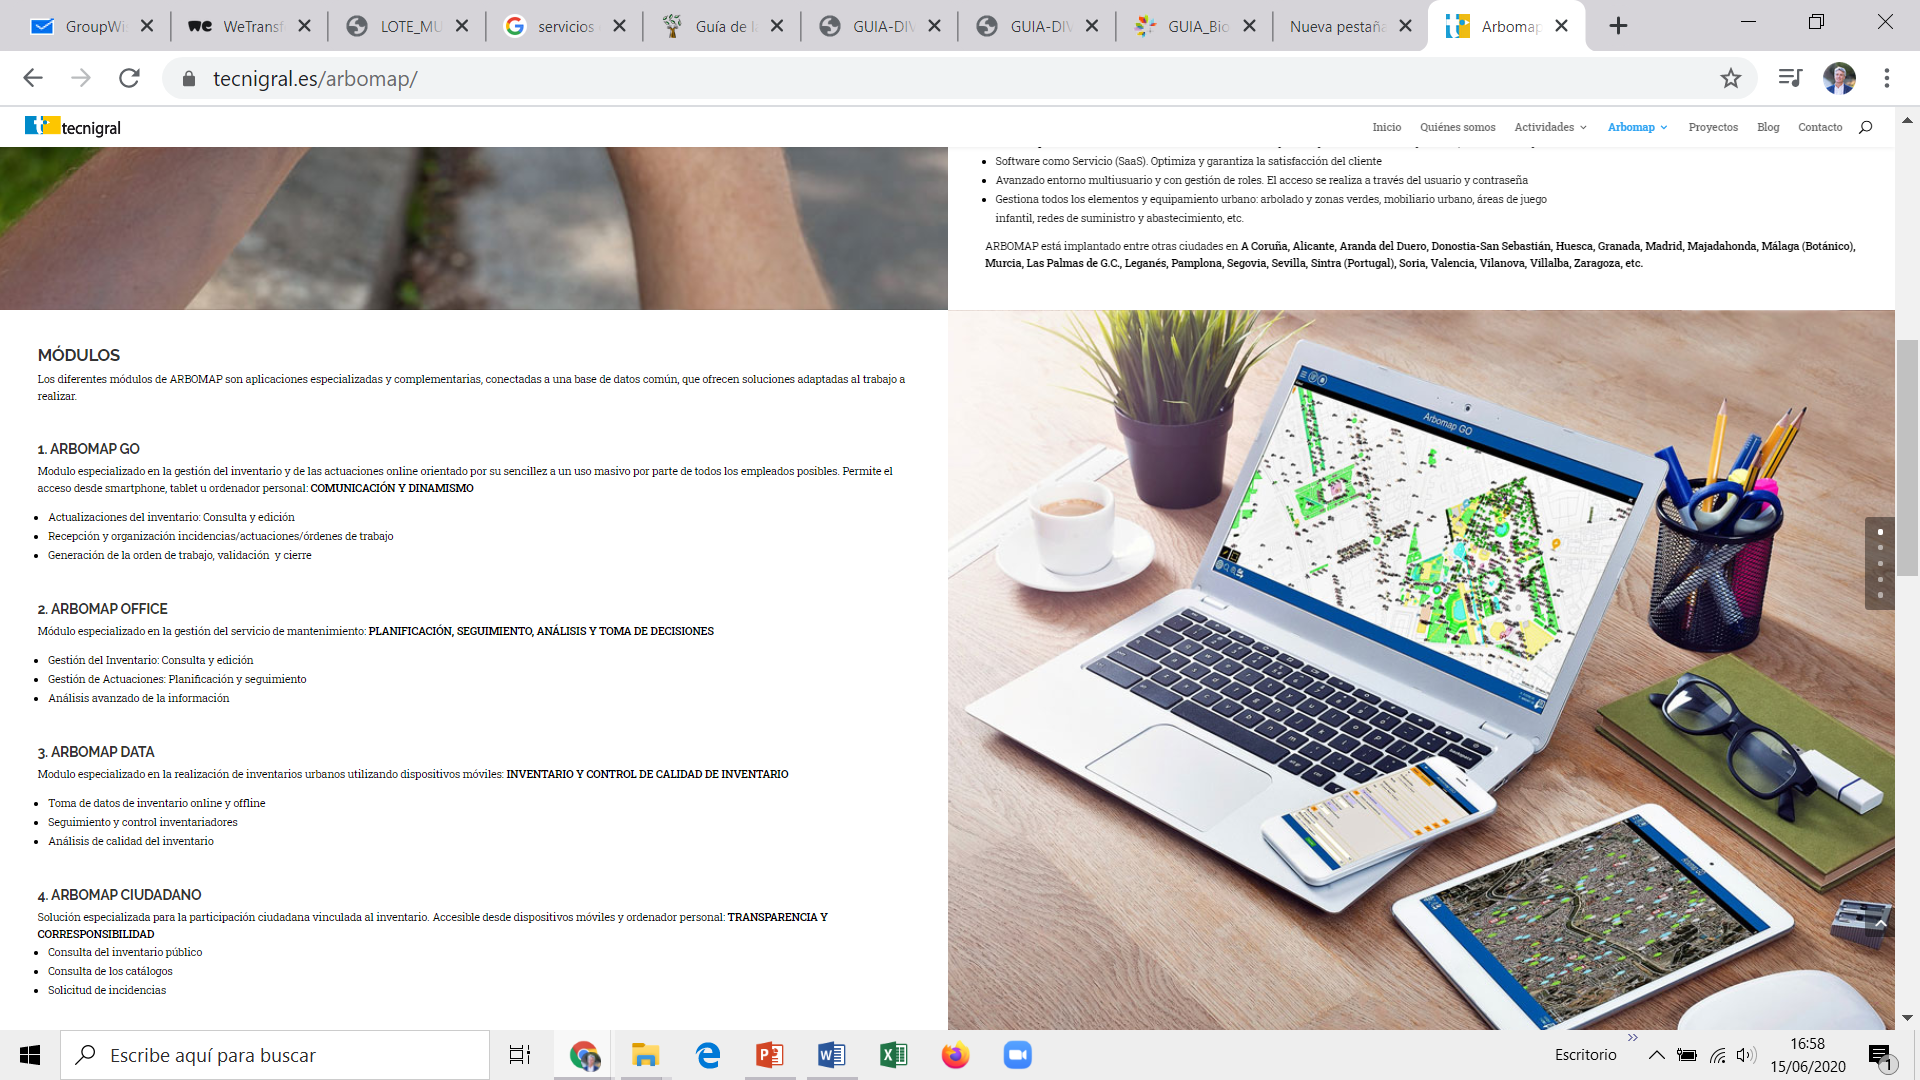 GroupWi
WeTransf
LOTE_MU
servicios
Guía de la
GUIA-DIV
GUIA-DIV
GUIA_Bio
Nueva pestaña
Arbomap
tecnigral.es/arbomap/
tecnigral
Inicio
Quiénes somos
Actividades
Arbomap
Proyectos
Blog
Contacto
Software como Servicio (SaaS). Optimiza y garantiza la satisfacción del cliente
Avanzado entorno multiusuario y con gestión de roles. El acceso se realiza a través del usuario y contraseña
Gestiona todos los elementos y equipamiento urbano: arbolado y zonas verdes, mobiliario urbano, áreas de juego
infantil, redes de suministro y abastecimiento, etc.
ARBOMAP está implantado entre otras ciudades en A Coruña, Alicante, Aranda del Duero, Donostia-San Sebastián, Huesca, Granada, Madrid, Majadahonda, Málaga (Botánico),
Murcia, Las Palmas de G.C., Leganés, Pamplona, Segovia, Sevilla, Sintra (Portugal), Soria, Valencia, Vilanova, Villalba, Zaragoza, etc.
MÓDULOS
Los diferentes módulos de ARBOMAP son aplicaciones especializadas y complementarias, conectadas a una base de datos común, que ofrecen soluciones adaptadas al trabajo a
realizar.
1. ARBOMAP GO
Modulo especializado en la gestión del inventario y de las actuaciones online orientado por su sencillez a un uso masivo por parte de todos los empleados posibles. Permite el
acceso desde smartphone, tablet u ordenador personal: COMUNICACIÓN Y DINAMISMO
Actualizaciones del inventario: Consulta y edición
Recepción y organización incidencias/actuaciones/órdenes de trabajo
Generación de la orden de trabajo, validación y cierre
2. ARBOMAP OFFICE
Módulo especializado en la gestión del servicio de mantenimiento: PLANIFICACIÓN, SEGUIMIENTO, ANÁLISIS Y TOMA DE DECISIONES
Gestión del Inventario: Consulta y edición
Gestión de Actuaciones: Planificación y seguimiento
Análisis avanzado de la información
3. ARBOMAP DATA
Modulo especializado en la realización de inventarios urbanos utilizando dispositivos móviles: INVENTARIO Y CONTROL DE CALIDAD DE INVENTARIO
Toma de datos de inventario online y offline
Seguimiento y control inventariadores
Análisis de calidad del inventario
4. ARBOMAP CIUDADANO
Solución especializada para la participación ciudadana vinculada al inventario. Accesible desde dispositivos móviles y ordenador personal: TRANSPARENCIA Y
CORRESPONSIBILIDAD
Consulta del inventario público
Consulta de los catálogos
Solicitud de incidencias
Arbomap GO
Escribe aquí para buscar
Escritorio
16:58
15/06/2020
1